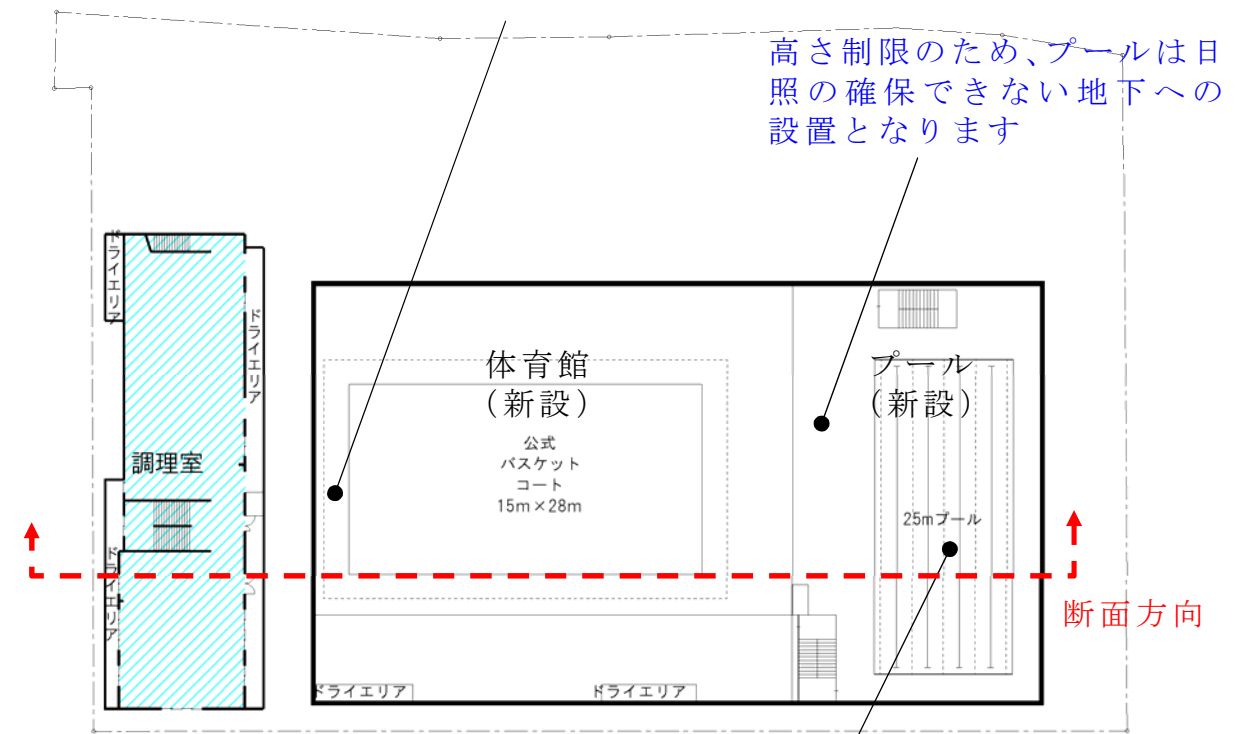 高さ制限のため、プールは日
照の確保できない地下への
設置となります
ドライエリア
ドライエリア
体育館
（新設）
プール
（新設）
公式
バスケット
コート
15m×28m
調理室
25mプール
ドライエリア
断面方向
ドライエリア
ドライエリア